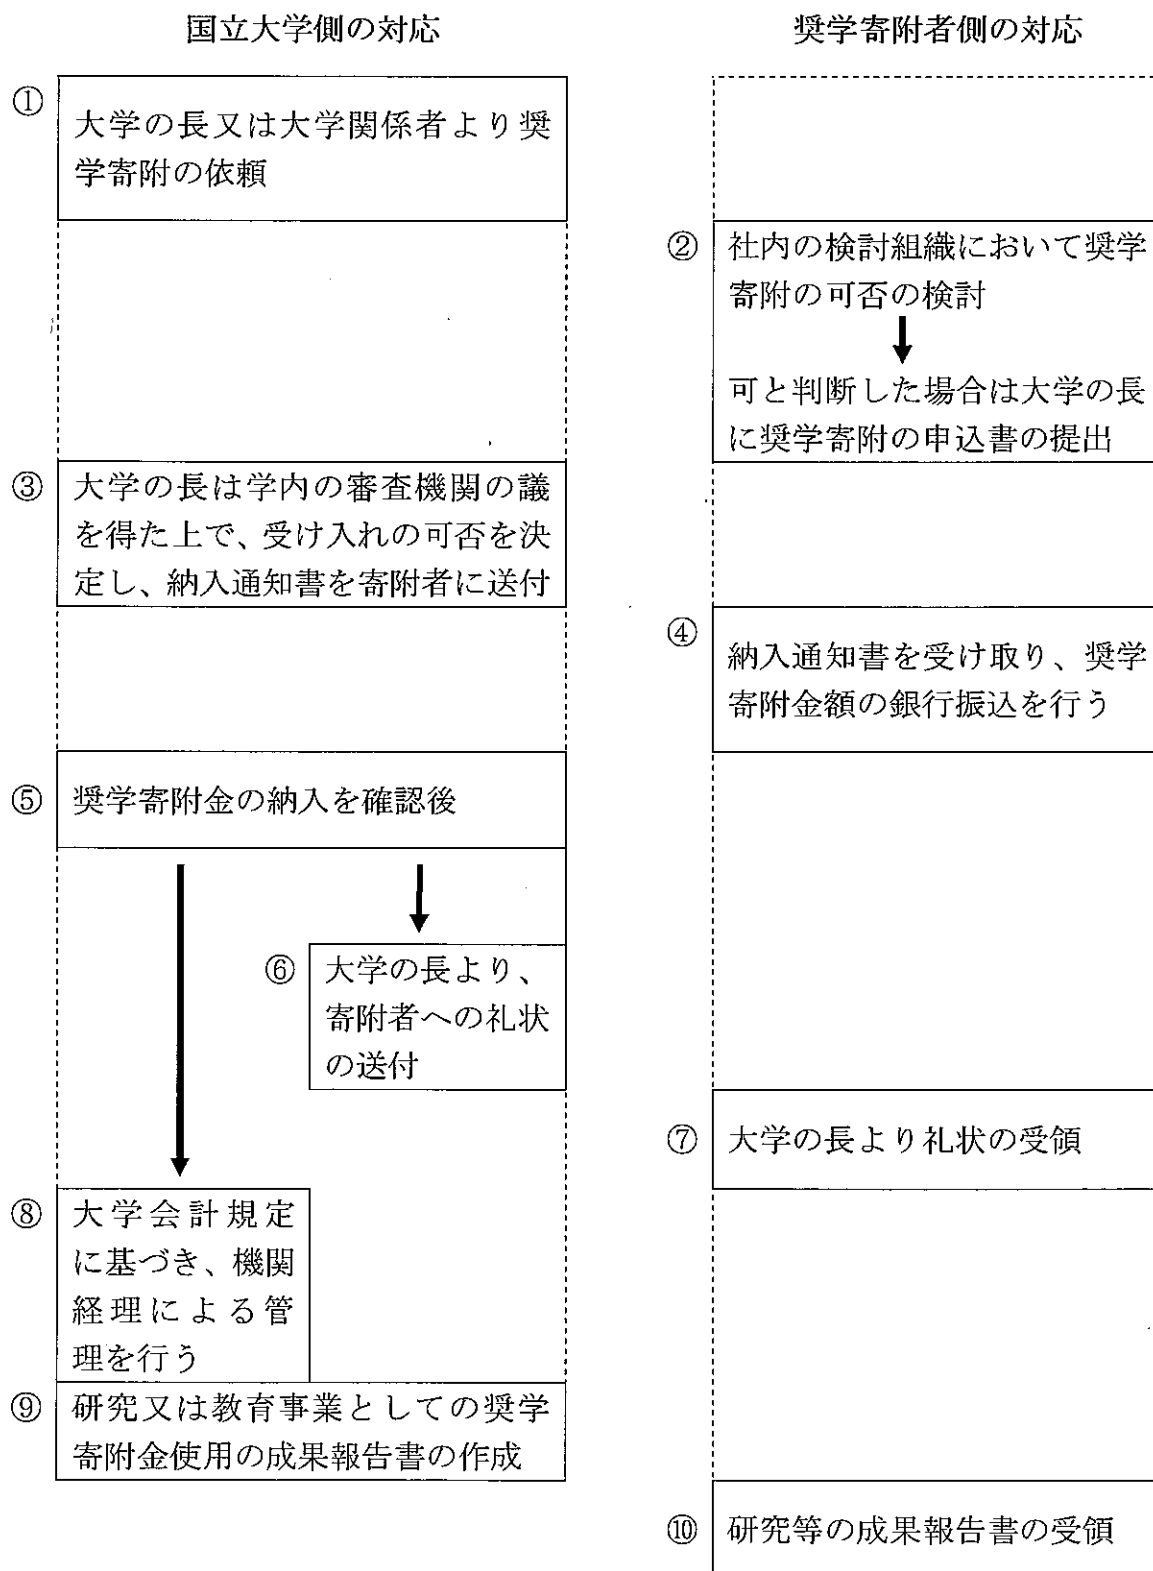 国立大学側の対応
奨学寄附者側の対応
①
大学の長又は大学関係者より奨
学寄附の依頼
②
社内の検討組織において奨学
寄附の可否の検討
可と判断した場合は大学の長
に奨学寄附の申込書の提出
③
大学の長は学内の審査機関の議
を得た上で、受け入れの可否を決
定し、納入通知書を寄附者に送付
④
納入通知書を受け取り、奨学
寄附金額の銀行振込を行う
⑤
奨学寄附金の納入を確認後
⑥
大学の長より、
寄附者への礼状
の送付
⑦
大学の長より礼状の受領
⑧
大学会計規定
に基づき、機関
経理による管
理を行う
⑨
研究又は教育事業としての奨学
寄附金使用の成果報告書の作成
⑩
研究等の成果報告書の受領